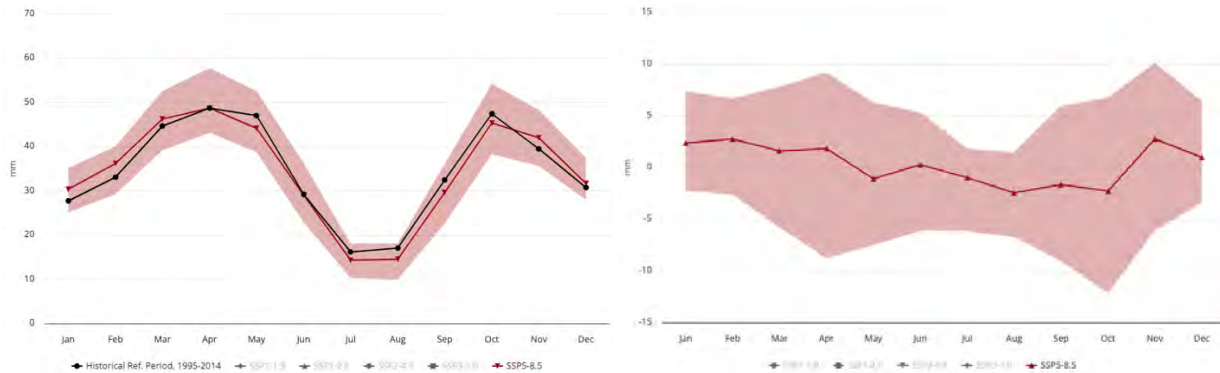 70
60
50
40
30
20
10
0
mm
Jan Feb Mar Apr May Jun Jul Aug Sep Oct Nov Dec
Historical Ref. Period, 1995-2014 SSP5-8.5
15
10
5
0
-5
-10
-15
mm
Jan Feb Mar Apr May Jun Jul Aug Sep Oct Nov Dec
SSP5-8.5